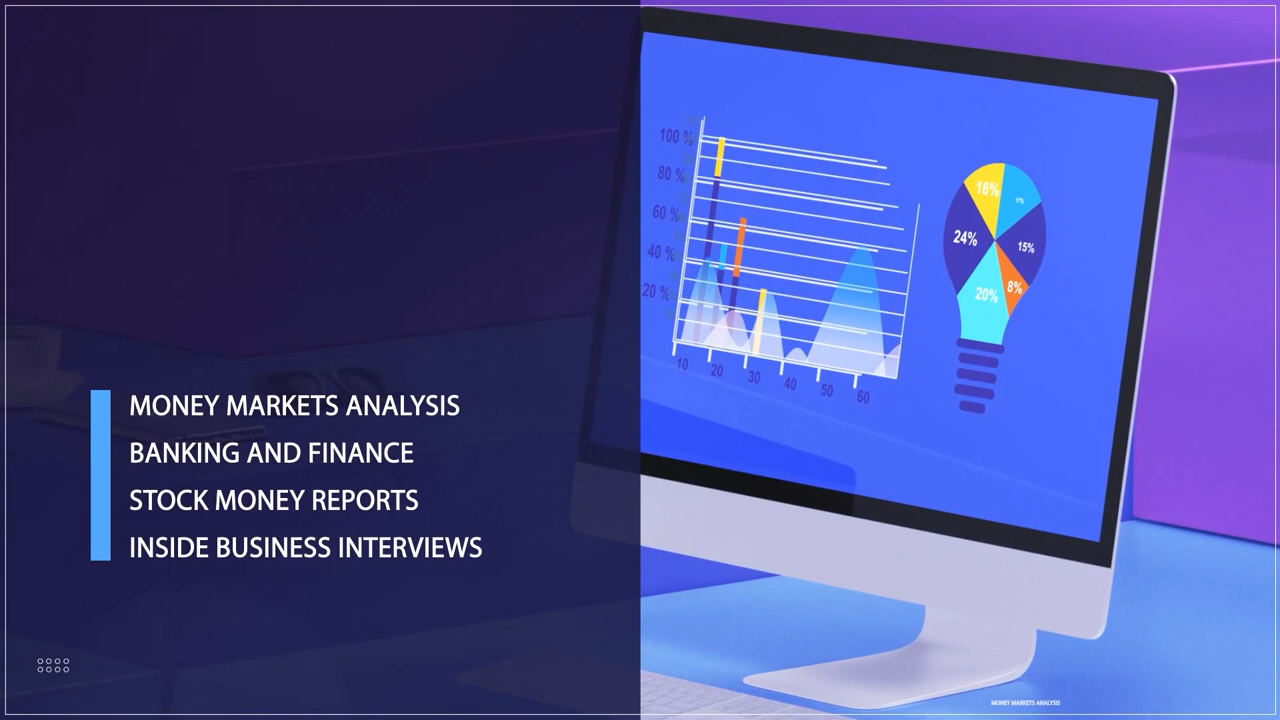 MONEY MARKETS ANALYSIS
BANKING AND FINANCE
STOCK MONEY REPORTS
INSIDE BUSINESS INTERVIEWS
100 %
80 %
60 %
40 %
20 %
10 20 30 40 50 60
16%
17%
24%
15%
20%
8%
MONEY MARKETS ANALYSIS